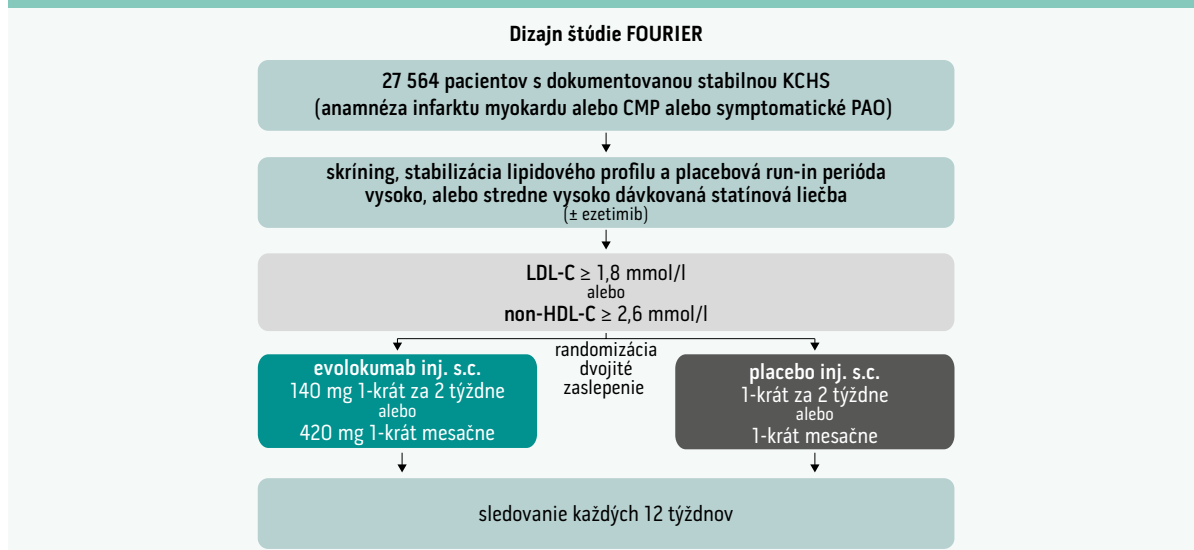 Dizajn štúdie FOURIER
27 564 pacientov s dokumentovanou stabilnou KCHS
(anamnéza infarktu myokardu alebo CMP alebo symptomatické PAO)
skríning, stabilizácia lipidového profilu a placebová run-in perióda
vysoko, alebo stredne vysoko dávkovaná statínová liečba
(± ezetimib)
LDL-C ≥ 1,8 mmol/l
alebo
non-HDL-C ≥ 2,6 mmol/l
randomizácia
dvojité
zaslepenie
evolokumab inj. s.c.
140 mg 1-krát za 2 týždne
alebo
420 mg 1-krát mesačne
placebo inj. s.c.
1-krát za 2 týždne
alebo
1-krát mesačne
sledovanie každých 12 týždnov